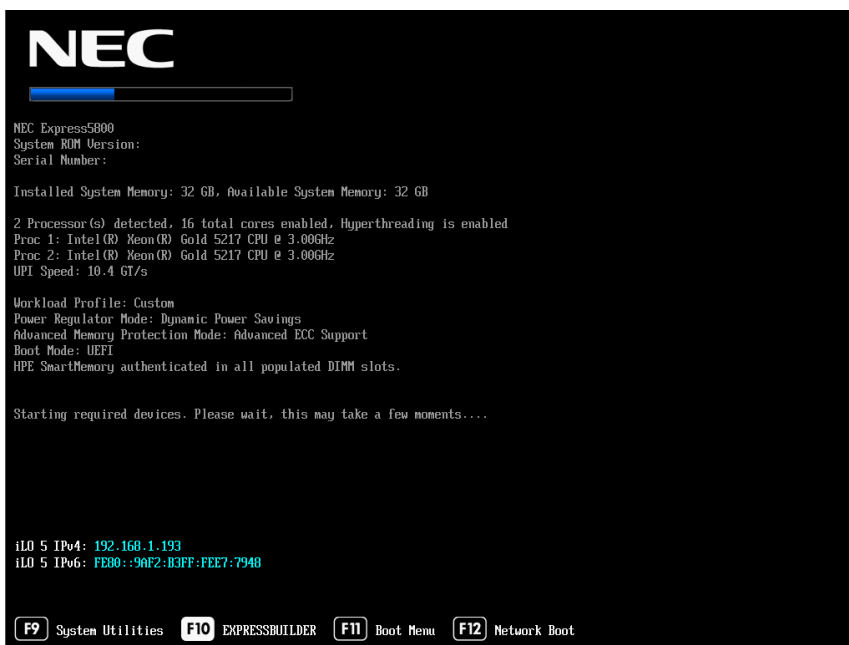 NEC
NEC Express5800
System ROM Version:
Serial Number:
Installed System Memory: 32 GB, Available System Memory: 32 GB
2 Processor(s) detected, 16 total cores enabled, Hyperthreading is enabled
Proc 1: Intel(R) Xeon(R) Gold 5217 CPU @ 3.00GHz
Proc 2: Intel(R) Xeon(R) Gold 5217 CPU @ 3.00GHz
UPI Speed: 10.4 GT/s
Workload Profile: Custom
Power Regulator Mode: Dynamic Power Savings
Advanced Memory Protection Mode: Advanced ECC Support
Boot Mode: UEFI
HPE SmartMemory authenticated in all populated DIMM slots.
Starting required devices. Please wait, this may take a few moments....
iLO 5 IPv4: 192.168.1.193
iLO 5 IPv6: FE80::9AF2:B3FF:FEE7:7948
F9 System Utilities F10 EXPRESSBUILDER F11 Boot Menu F12 Network Boot